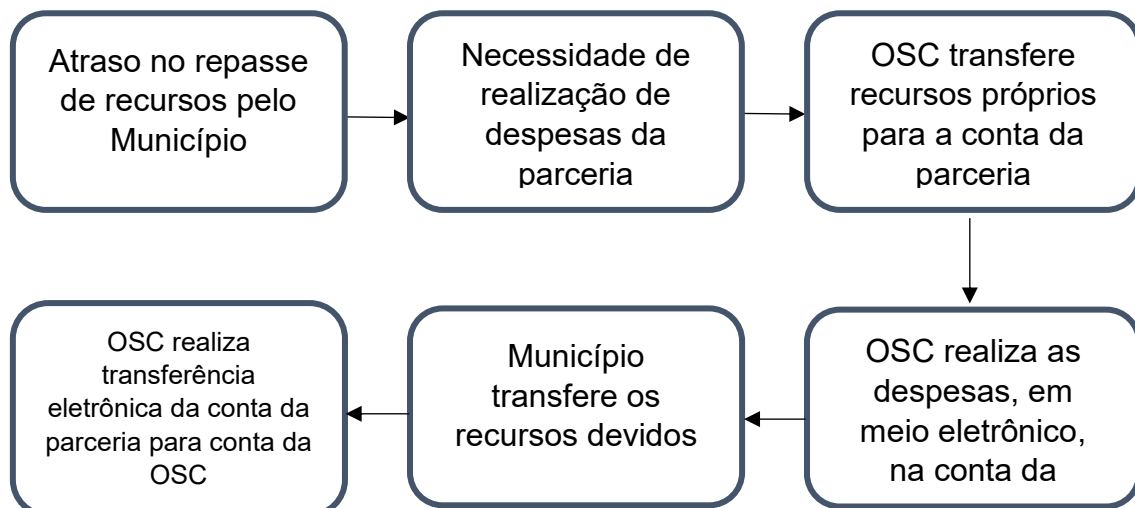 Atraso no repasse
de recursos pelo
Município
Necessidade de
realização de
despesas da
parceria
OSC transfere
recursos próprios
para a conta da
parceria
OSC realiza
transferência
eletrônica da conta da
parceria para conta da
OSC
Município
transfere os
recursos devidos
OSC realiza as
despesas, em
meio eletrônico,
na conta da